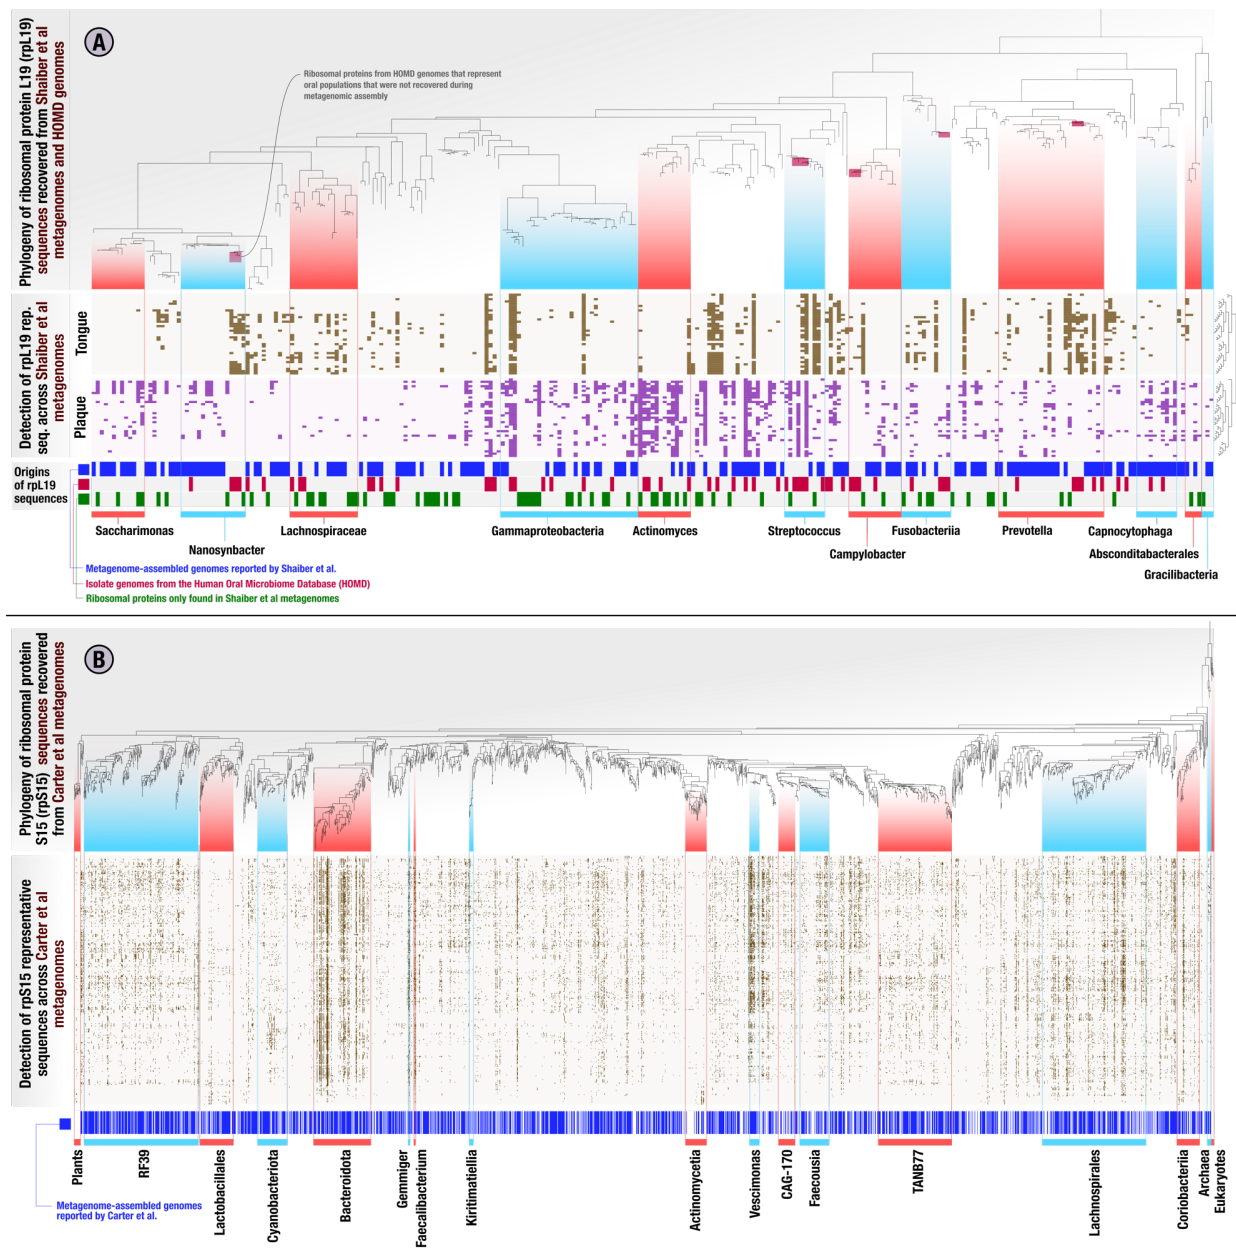 Phylogeny of ribosomal protein L19 (rpL19)
sequences recovered from Shaiber et al
metagenomes and HOMD genomes
A
Ribosomal proteins from HOMD genomes that represent
oral populations that were not recovered during
metagenomic assembly
Detection of rpL19 rep.
seq. across Shaiber et al
metagenomes
Tongue
Plaque
Origins
of rpL19
sequences
Saccharimonas
Nanosynbacter
Lachnospiraceae
Gammaproteobacteria
Actinomyces
Streptococcus
Campylobacter
Fusobacteriia
Prevotella
Capnocytophaga
Absconditabacterales
Gracilibacteria
Metagenome-assembled genomes reported by Shaiber et al.
Isolate genomes from the Human Oral Microbiome Database (HOMD)
Ribosomal proteins only found in Shaiber et al metagenomes
Phylogeny of ribosomal protein
S15 (rpS15) sequences recovered
from Carter et al metagenomes
B
Detection of rpS15 representative
sequences across Carter et al
metagenomes
Plants
RF39
Lactobacillales
Cyanobacteriota
Bacteroidota
Gemmiger
Faecalibacterium
Kiritimatiellia
Actinomycetia
Vescimonas
CAG-170
Faecousia
TANB77
Lachnospirales
Coriobacteriia
Archaea
Eukaryotes
Metagenome-assembled genomes
reported by Carter et al.